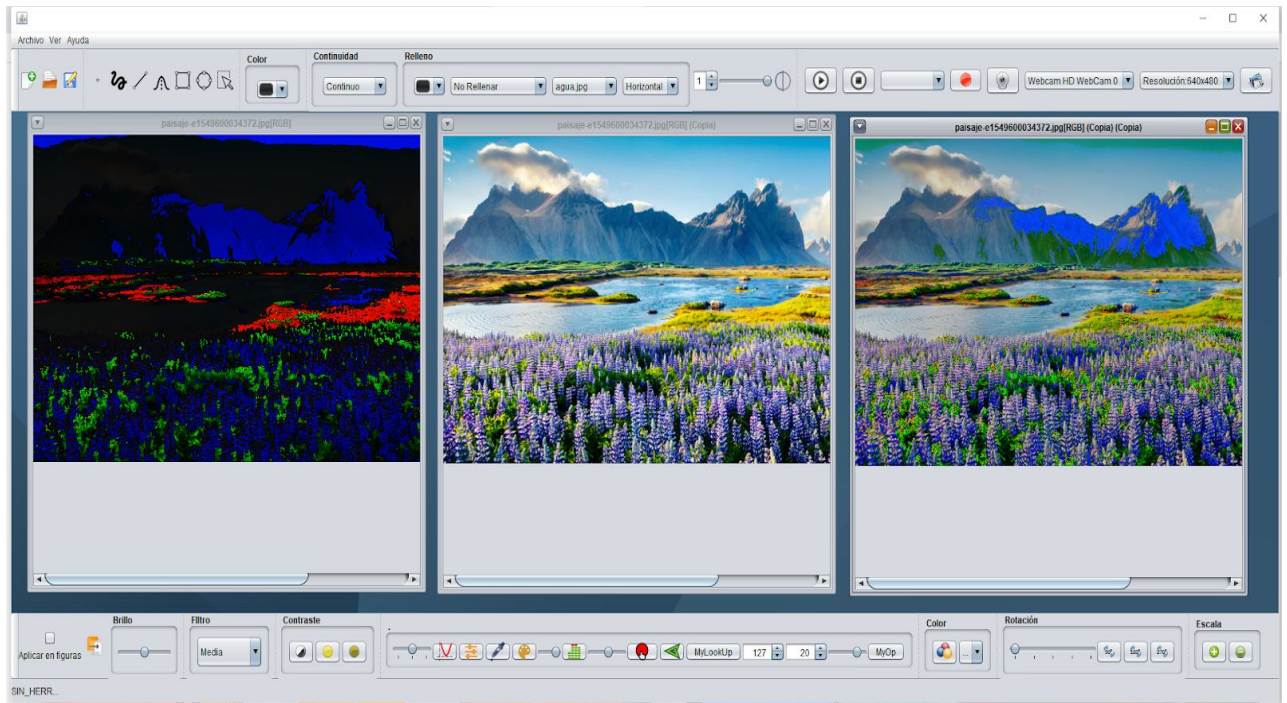 Archivo Ver Ayuda
Color
Continuidad
Relleno
Continuo
No Rellenar
agua.jpg
Horizontal
1
Webcam HD WebCam 0
Resolución:640x480
paisaje-e1549600034372.jpg[RGB]
paisaje-e1549600034372.jpg[RGB] (Copia)
paisaje-e1549600034372.jpg[RGB] (Copia) (Copia)
Brillo
Filtro
Contraste
.
Color
Rotación
Escala
Aplicar en figuras
Media
MyLookUp
127
20
MyOp
...
SIN_HERR...